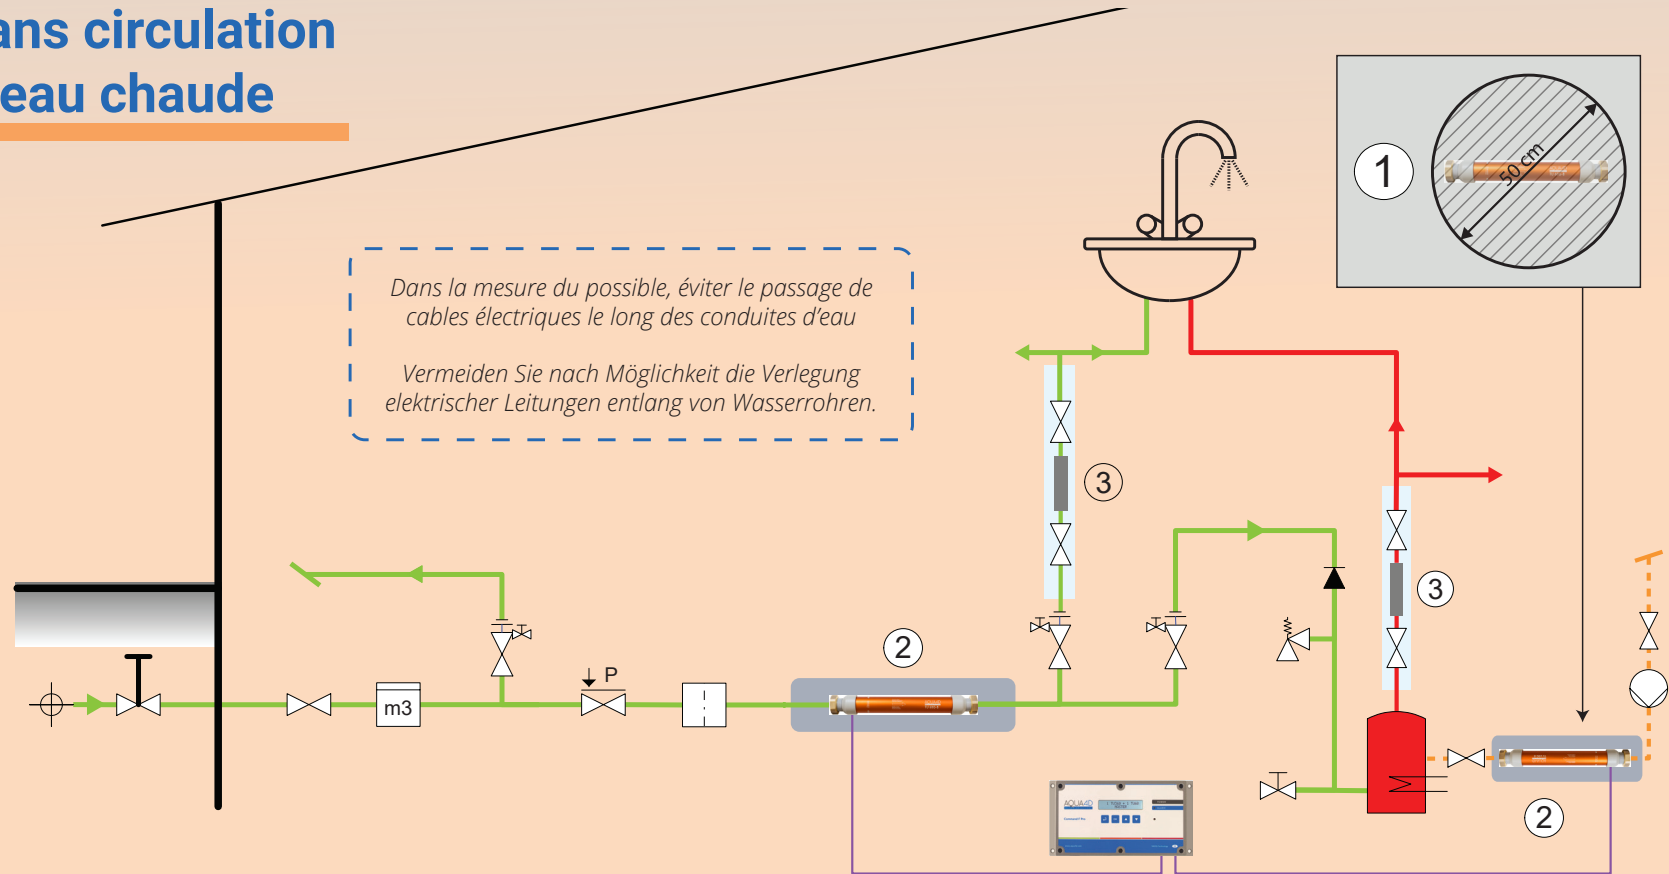 ans circulation
eau chaude
1
50 cm
Dans la mesure du possible, éviter le passage de
cables électriques le long des conduites d’eau
Vermeiden Sie nach Möglichkeit die Verlegung
elektrischer Leitungen entlang von Wasserrohren.
3
3
2
P
m3
AQUA4D
2